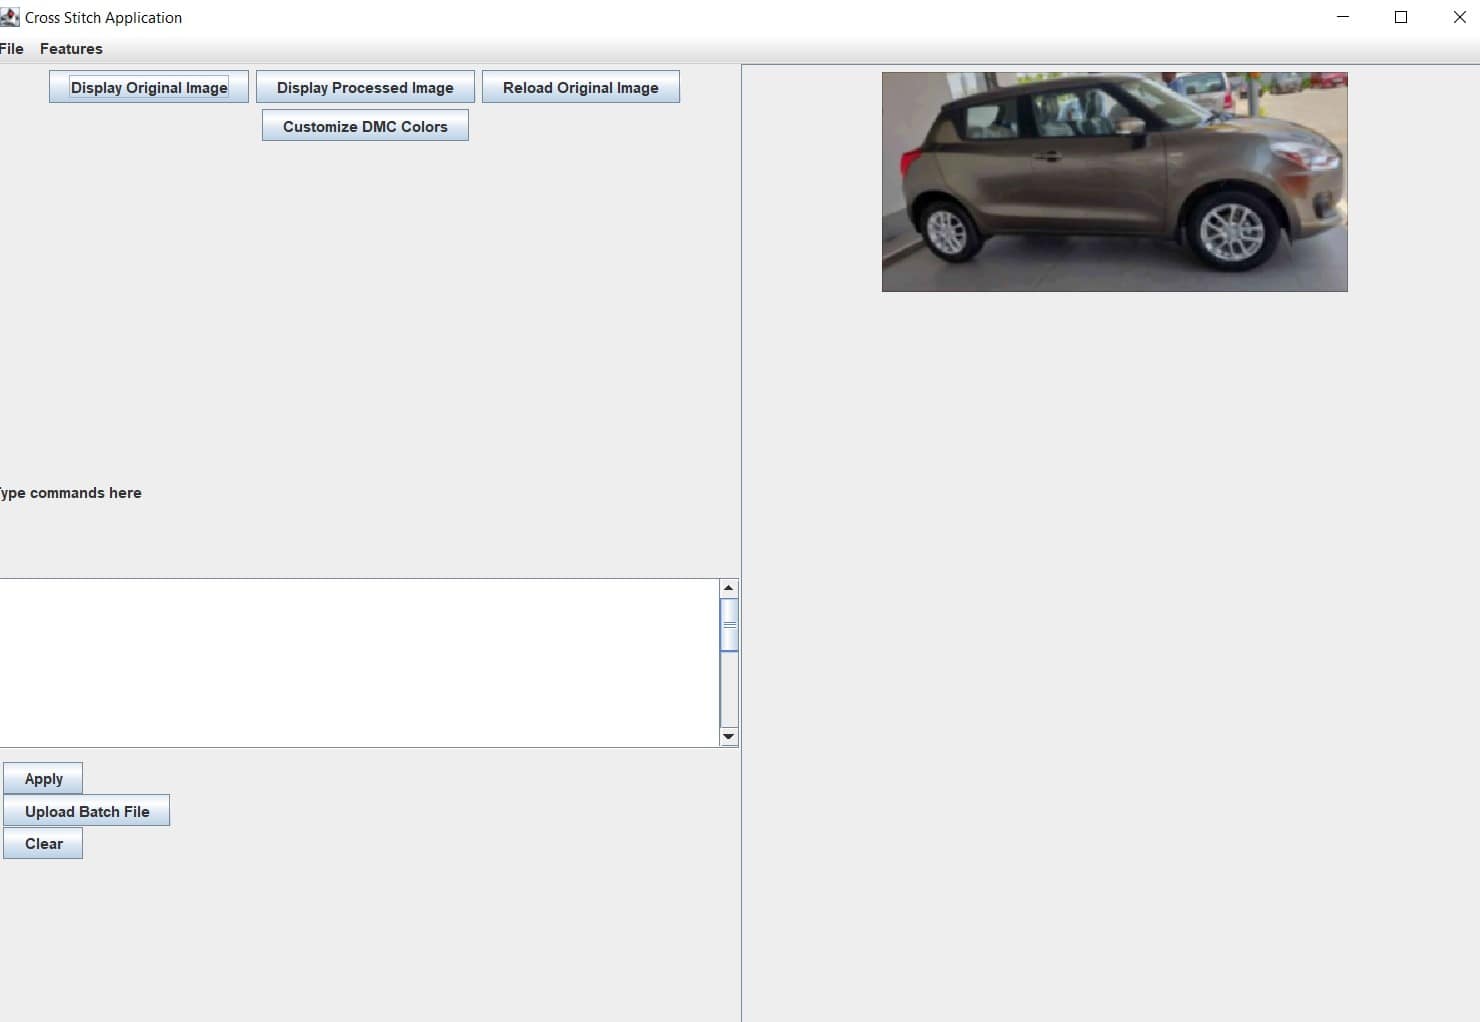 Cross Stitch Application
File Features
Display Original Image Display Processed Image Reload Original Image
Customize DMC Colors
ype commands here
Apply
Upload Batch File
Clear